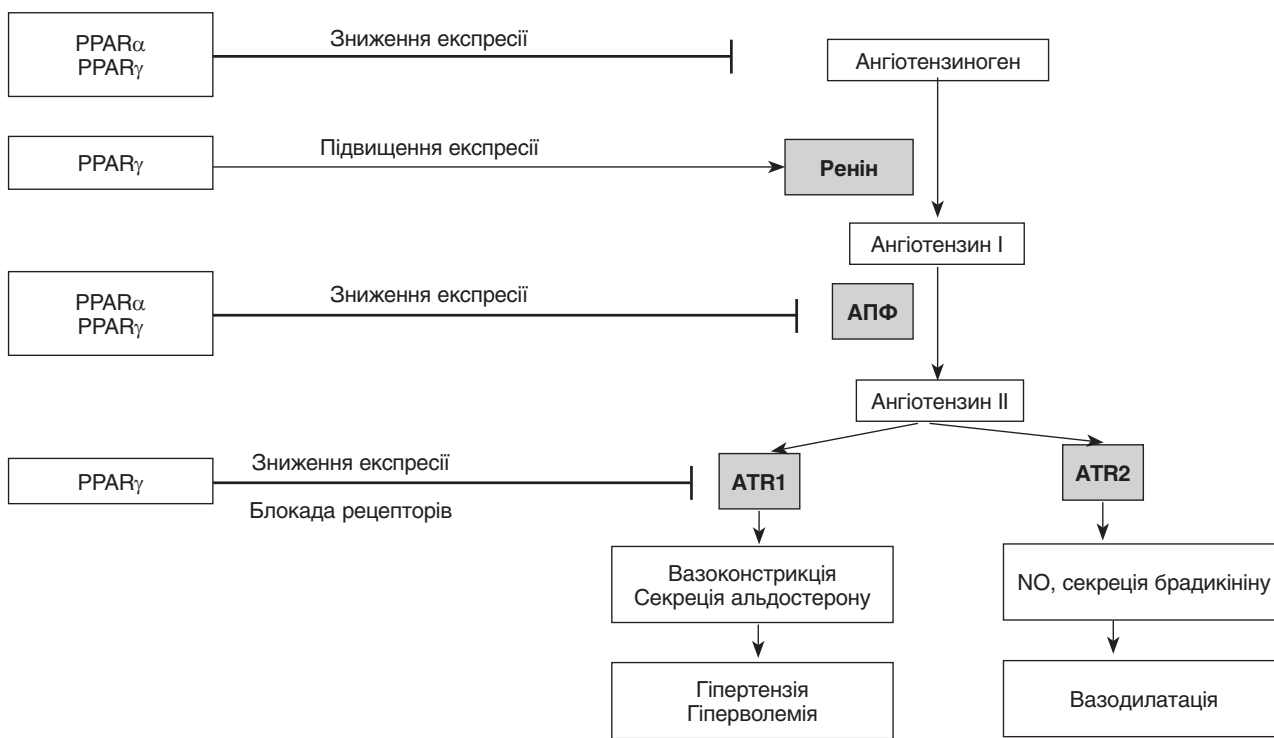 PPARα
PPARγ
Зниження експресії
Ангіотензиноген
PPARγ
Підвищення експресії
Ренін
Ангіотензин I
PPARα
PPARγ
Зниження експресії
АПФ
Ангіотензин II
PPARγ
Зниження експресії
Блокада рецепторів
ATR1
ATR2
Вазоконстрикція
Секреція альдостерону
NO, секреція брадикініну
Гіпертензія
Гіперволемія
Вазодилатація